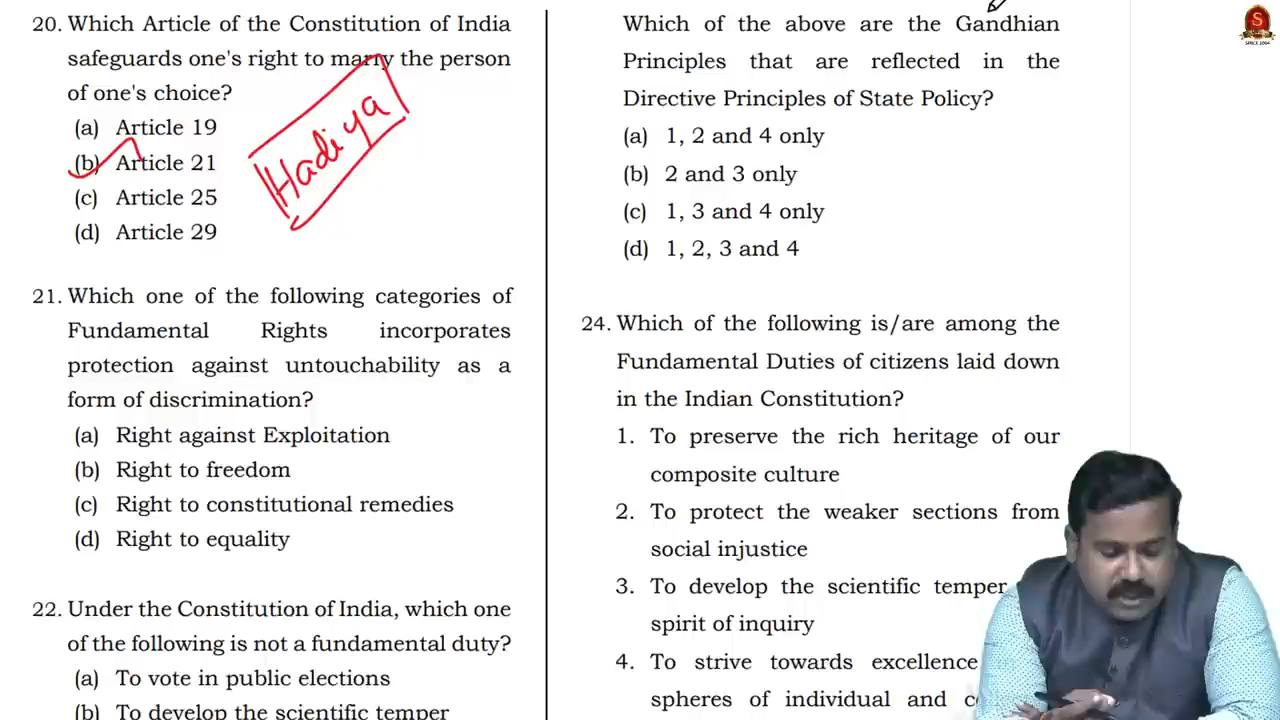 20. Which Article of the Constitution of India
safeguards one's right to marry the person
of one's choice?
(a) Article 19
(b) Article 21
(c) Article 25
(d) Article 29
Hadiya
21. Which one of the following categories of
Fundamental Rights incorporates
protection against untouchability as a
form of discrimination?
(a) Right against Exploitation
(b) Right to freedom
(c) Right to constitutional remedies
(d) Right to equality
22. Under the Constitution of India, which one
of the following is not a fundamental duty?
(a) To vote in public elections
(b) To develop the scientific temper
Which of the above are the Gandhian
Principles that are reflected in the
Directive Principles of State Policy?
(a) 1, 2 and 4 only
(b) 2 and 3 only
(c) 1, 3 and 4 only
(d) 1, 2, 3 and 4
24. Which of the following is/are among the
Fundamental Duties of citizens laid down
in the Indian Constitution?
1. To preserve the rich heritage of our
composite culture
2. To protect the weaker sections from
social injustice
3. To develop the scientific temper
spirit of inquiry
4. To strive towards excellence
spheres of individual and
S
SINCE 2004